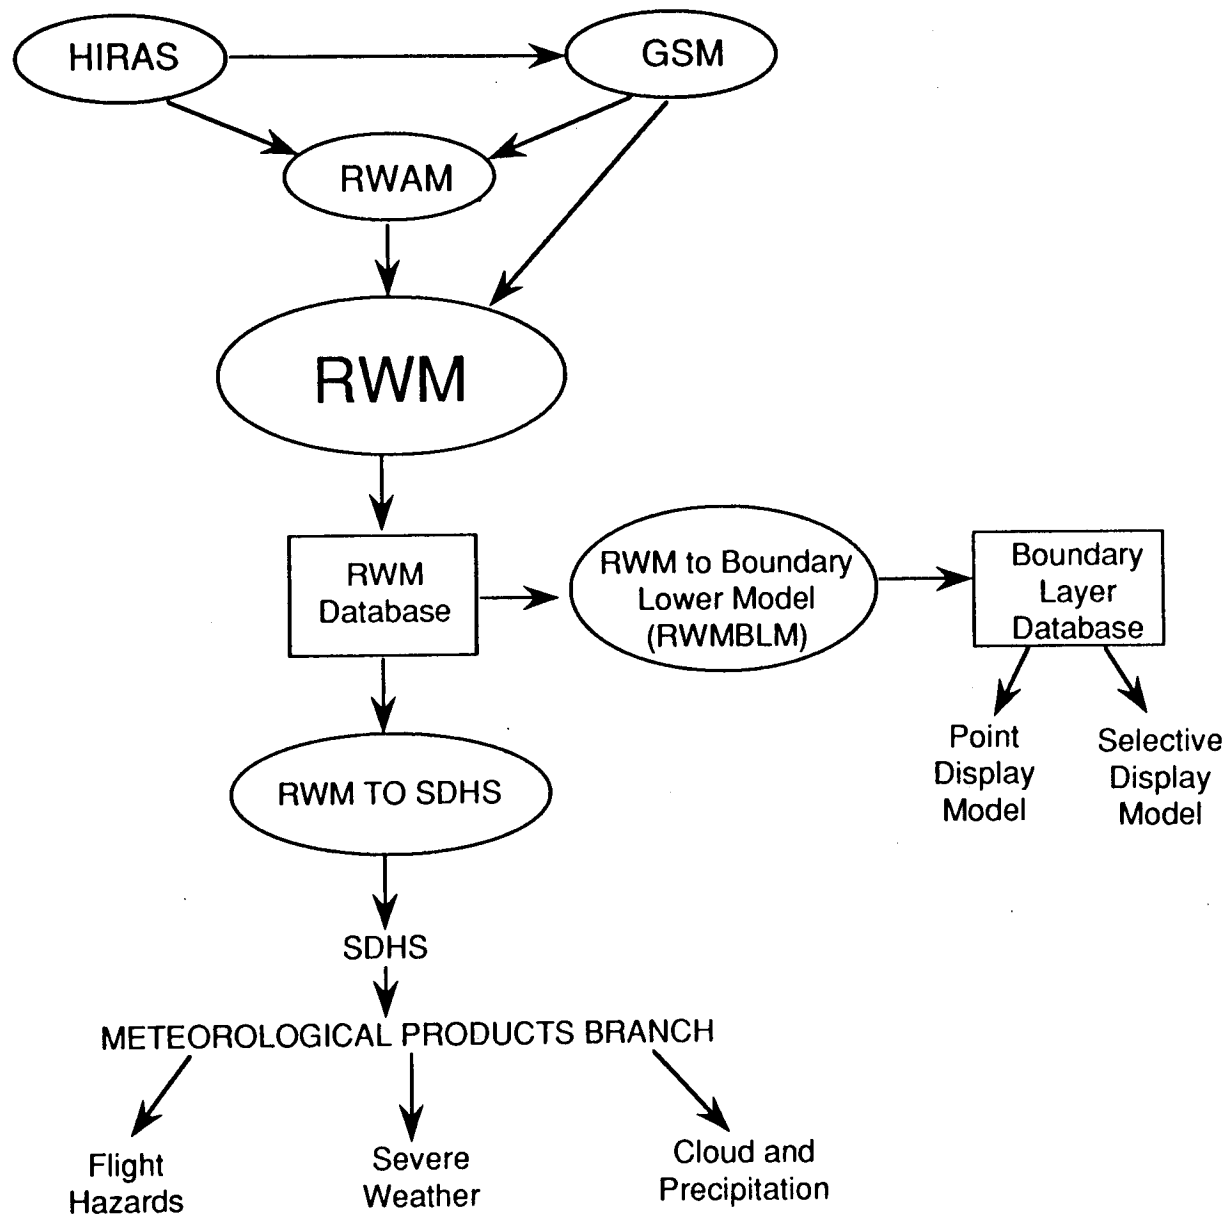 HIRAS
GSM
RWAM
RWM
RWM
Database
RWM to Boundary
Lower Model
(RWMBLM)
Boundary
Layer
Database
Point
Display
Model
Selective
Display
Model
RWM TO SDHS
SDHS
METEOROLOGICAL PRODUCTS BRANCH
Flight
Hazards
Severe
Weather
Cloud and
Precipitation